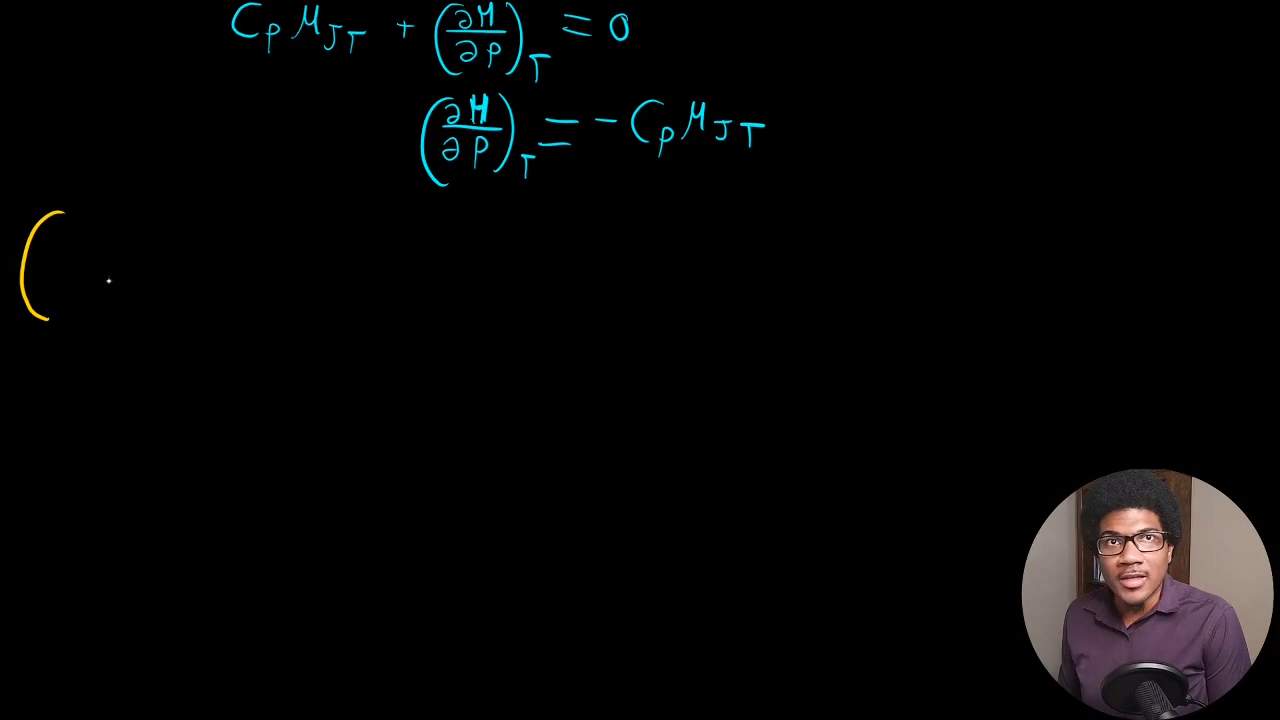 C_P μ_JT + (∂H/∂P)_T = 0
(∂H/∂P)_T = - C_P μ_JT
(